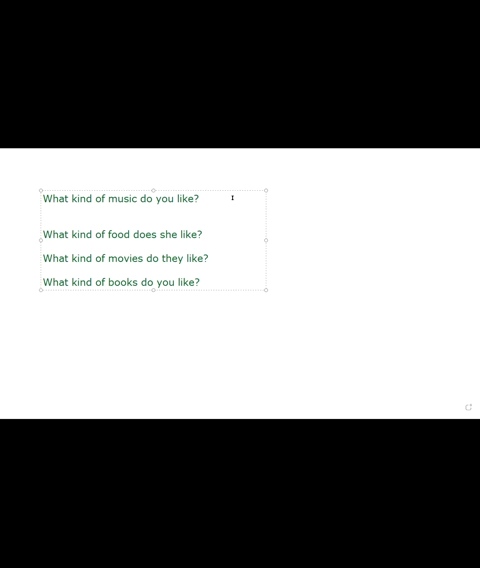 What kind of music do you like?
What kind of food does she like?
What kind of movies do they like?
What kind of books do you like?